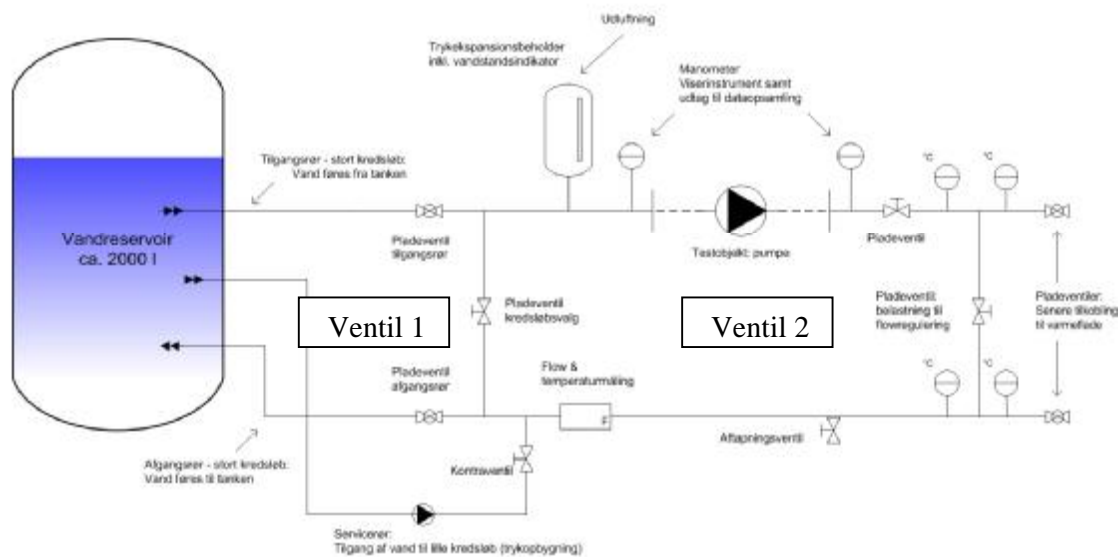 Udluftning
Trykekspansionsbeholder
inkl. vandstandsindikator
Manometer
Viserinstrument samt
udtag til dataopsamling
Tilgangsrør - stort kredsløb:
Vand føres fra tanken
°C
°C
Vandreservoir
ca. 2000 l
Pladeventil
tilgangsrør
Testobjekt: pumpe
Pladeventil
Ventil 1
Pladeventil
kredsløbsvalg
Ventil 2
Pladeventil:
belastning til
flowregulering
Pladeventiler:
Senere tilkobling
til varmeflade
Pladeventil
afgangsrør
Flow &
temperaturmåling
F
°C
°C
Aftapningsventil
Afgangsrør - stort kredsløb:
Vand føres til tanken
Kontraventil
Servicerør:
Tilgang af vand til lille kredsløb (trykopbygning)